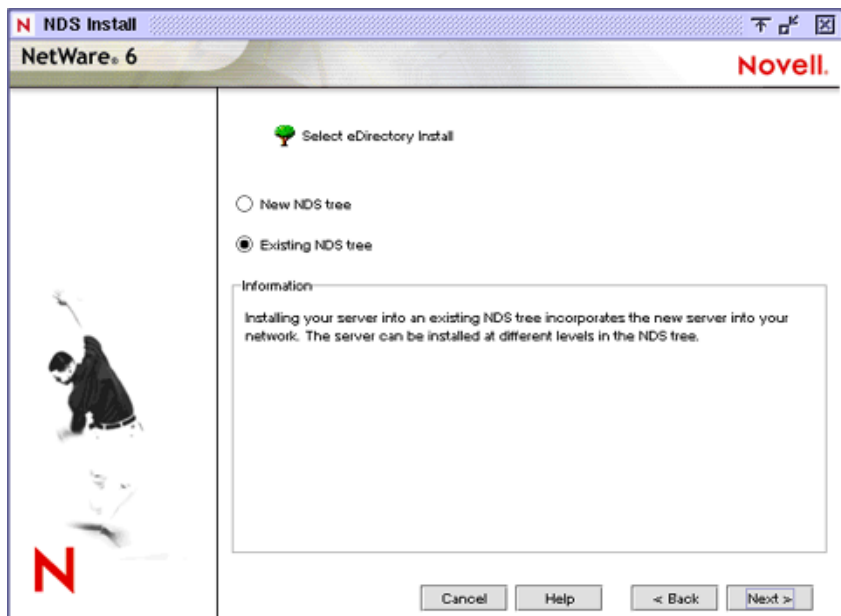 N NDS Install
NetWare® 6
Novell.
Select eDirectory Install
New NDS tree
Existing NDS tree
Information
Installing your server into an existing NDS tree incorporates the new server into your
network. The server can be installed at different levels in the NDS tree.
N
Cancel Help < Back Next >